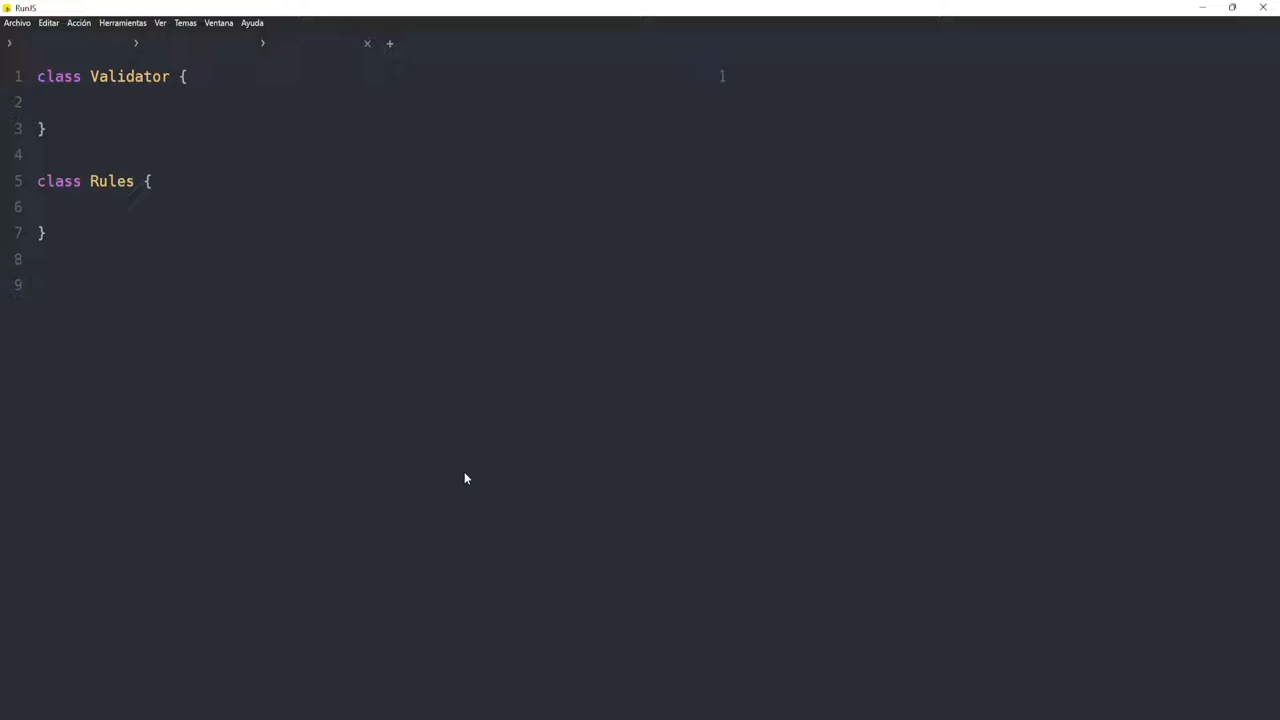 RunJS
Archivo Editar Acción Herramientas Ver Temas Ventana Ayuda
1 class Validator {
2
3 }
4
5 class Rules {
6
7 }
8
9
1